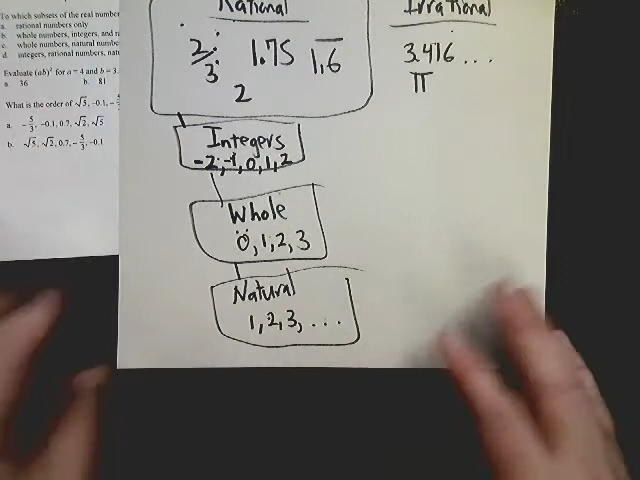 To which subsets of the real number
a. rational numbers only
b. whole numbers, integers, and
c. whole numbers, natural numbe
d. integers, rational numbers, nat
Evaluate (ab)² for a = 4 and b = 3.
a. 36 b. 81
What is the order of √5, -0.1, -
a. -5/3, -0.1, 0.7, √2, √5
b. √5, √2, 0.7, -5/3, -0.1
Rational
2/3 1.75 1.6̅
2
Integers
-2, -1, 0, 1, 2
Whole
0, 1, 2, 3
Natural
1, 2, 3, ...
Irrational
3.416 ...
π